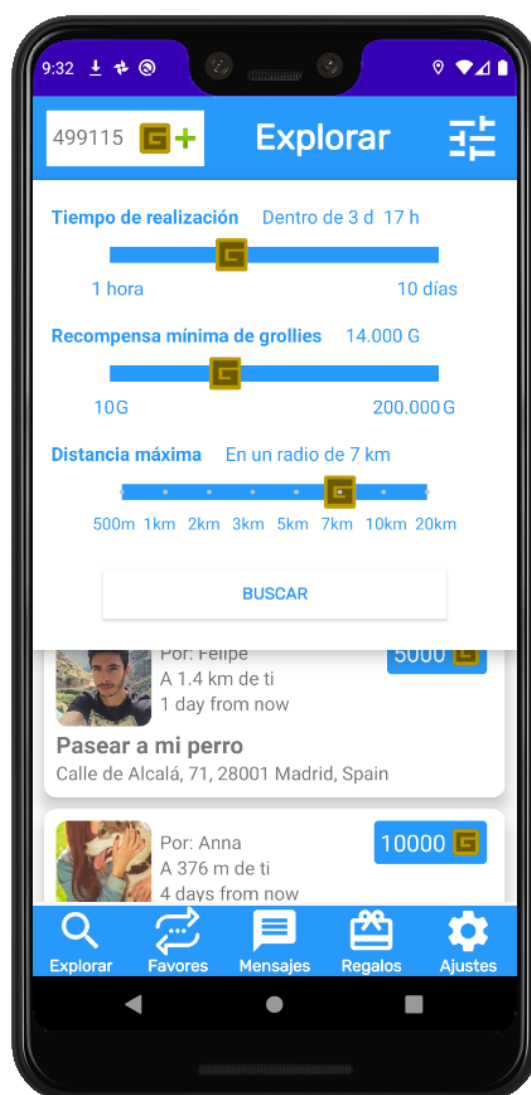 9:32
499115 G+ Explorar
Tiempo de realización Dentro de 3 d 17 h
G
1 hora 10 días
Recompensa mínima de grollies 14.000 G
G
10G 200.000G
Distancia máxima En un radio de 7 km
G
500m 1km 2km 3km 5km 7km 10km 20km
BUSCAR
Por: Felipe 5000 G
A 1.4 km de ti
1 day from now
Pasear a mi perro
Calle de Alcalá, 71, 28001 Madrid, Spain
Por: Anna 10000 G
A 376 m de ti
4 days from now
Explorar Favores Mensajes Regalos Ajustes